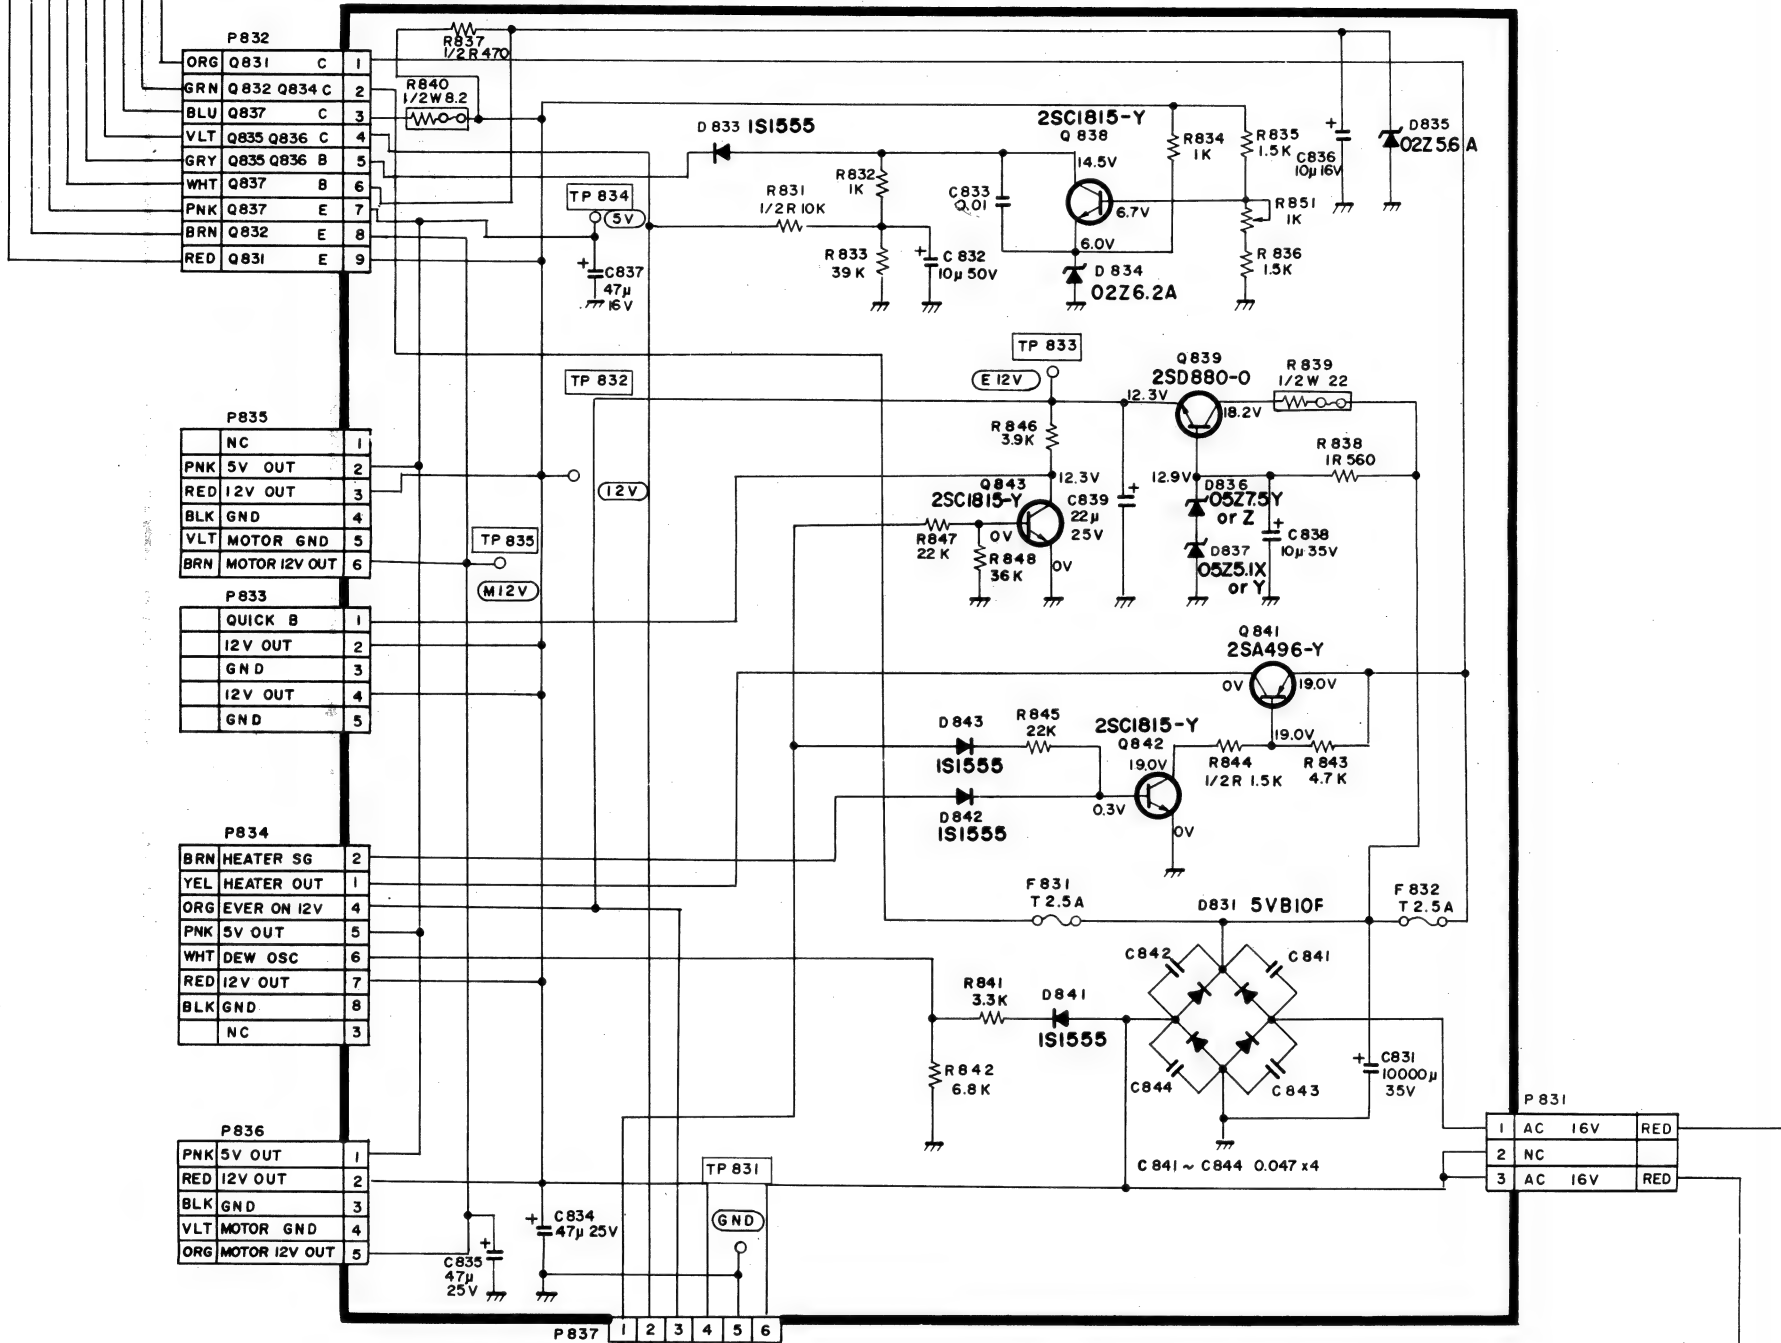 P832
ORG Q831 C 1
GRN Q832 Q834 C 2
BLU Q837 C 3
VLT Q835 Q836 C 4
GRY Q835 Q836 B 5
WHT Q837 B 6
PNK Q837 E 7
BRN Q832 E 8
RED Q831 E 9
R837
1/2R 470
R840
1/2W 8.2
D833 1S1555
2SC1815-Y
Q838
14.5V
6.7V
6.0V
R834
1K
R835
1.5K
C836
10μ 16V
D835
02Z5.6A
TP 834
5V
R831
1/2R 10K
R832
1K
C833
0.01
R851
1K
R833
39K
C832
10μ 50V
D834
02Z6.2A
R836
1.5K
C837
47μ
16V
TP 833
E 12V
TP 832
Q839
2SD880-O
R839
1/2W 22
12.3V
18.2V
R846
3.9K
R838
1R 560
P835
NC 1
PNK 5V OUT 2
RED 12V OUT 3
BLK GND 4
VLT MOTOR GND 5
BRN MOTOR 12V OUT 6
12V
TP 835
M12V
12.3V
Q843
2SC1815-Y
C839
22μ
25V
12.9V
D836
05Z7.5Y
or Z
C838
10μ 35V
D837
05Z5.1X
or Y
R847
22K
0V
R848
36K
0V
P833
QUICK B 1
12V OUT 2
GND 3
12V OUT 4
GND 5
Q841
2SA496-Y
0V
19.0V
D843
1S1555
R845
22K
2SC1815-Y
Q842
19.0V
19.0V
R844
1/2R 1.5K
R843
4.7K
D842
1S1555
0.3V
0V
P834
BRN HEATER SG 2
YEL HEATER OUT 1
ORG EVER ON 12V 4
PNK 5V OUT 5
WHT DEW OSC 6
RED 12V OUT 7
BLK GND 8
NC 3
F831
T2.5A
D831 5VB10F
F832
T2.5A
C842
C841
R841
3.3K
D841
1S1555
R842
6.8K
C844
C843
C831
10000μ
35V
C841 ~ C844 0.047 x4
P831
1 AC 16V RED
2 NC
3 AC 16V RED
P836
PNK 5V OUT 1
RED 12V OUT 2
BLK GND 3
VLT MOTOR GND 4
ORG MOTOR 12V OUT 5
TP 831
GND
C834
47μ 25V
C835
47μ
25V
P837 1 2 3 4 5 6